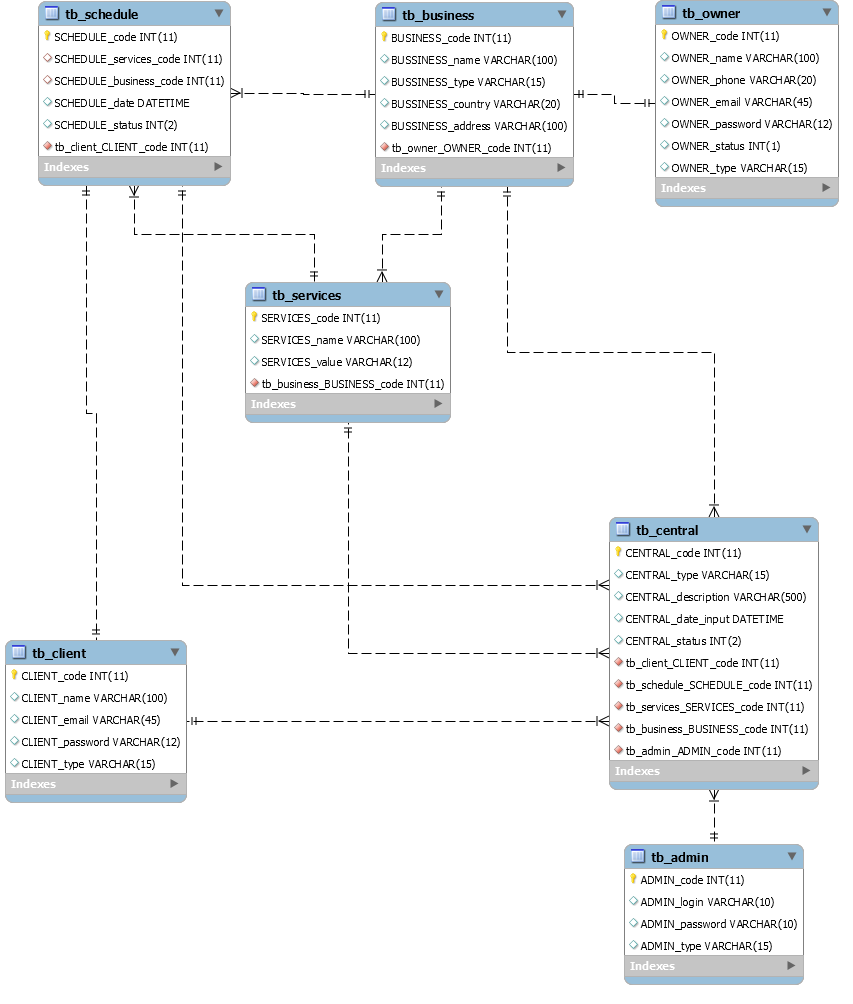 tb_schedule
SCHEDULE_code INT(11)
SCHEDULE_services_code INT(11)
SCHEDULE_business_code INT(11)
SCHEDULE_date DATETIME
SCHEDULE_status INT(2)
tb_client_CLIENT_code INT(11)
Indexes
tb_business
BUSINESS_code INT(11)
BUSSINESS_name VARCHAR(100)
BUSSINESS_type VARCHAR(15)
BUSSINESS_country VARCHAR(20)
BUSSINESS_address VARCHAR(100)
tb_owner_OWNER_code INT(11)
Indexes
tb_owner
OWNER_code INT(11)
OWNER_name VARCHAR(100)
OWNER_phone VARCHAR(20)
OWNER_email VARCHAR(45)
OWNER_password VARCHAR(12)
OWNER_status INT(1)
OWNER_type VARCHAR(15)
Indexes
tb_services
SERVICES_code INT(11)
SERVICES_name VARCHAR(100)
SERVICES_value VARCHAR(12)
tb_business_BUSINESS_code INT(11)
Indexes
tb_central
CENTRAL_code INT(11)
CENTRAL_type VARCHAR(15)
CENTRAL_description VARCHAR(500)
CENTRAL_date_input DATETIME
CENTRAL_status INT(2)
tb_client_CLIENT_code INT(11)
tb_schedule_SCHEDULE_code INT(11)
tb_services_SERVICES_code INT(11)
tb_business_BUSINESS_code INT(11)
tb_admin_ADMIN_code INT(11)
Indexes
tb_client
CLIENT_code INT(11)
CLIENT_name VARCHAR(100)
CLIENT_email VARCHAR(45)
CLIENT_password VARCHAR(12)
CLIENT_type VARCHAR(15)
Indexes
tb_admin
ADMIN_code INT(11)
ADMIN_login VARCHAR(10)
ADMIN_password VARCHAR(10)
ADMIN_type VARCHAR(15)
Indexes